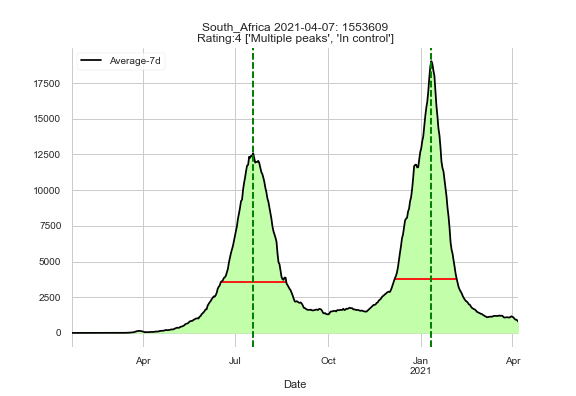 South_Africa 2021-04-07: 1553609
Rating:4 ['Multiple peaks', 'In control']
Average-7d
17500
15000
12500
10000
7500
5000
2500
0
Apr Jul Oct Jan Apr
2021
Date